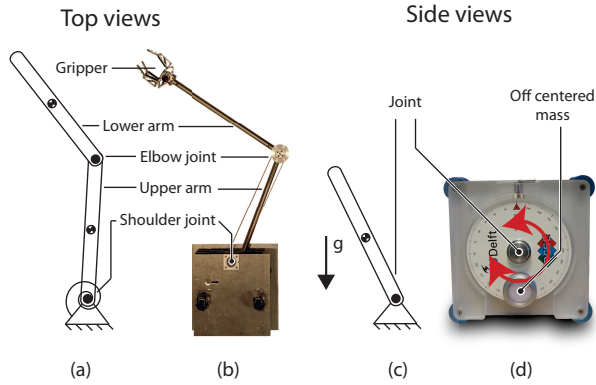 Top views
Side views
Gripper
Lower arm
Elbow joint
Upper arm
Shoulder joint
Joint
Off centered
mass
g
Delft
(a)
(b)
(c)
(d)